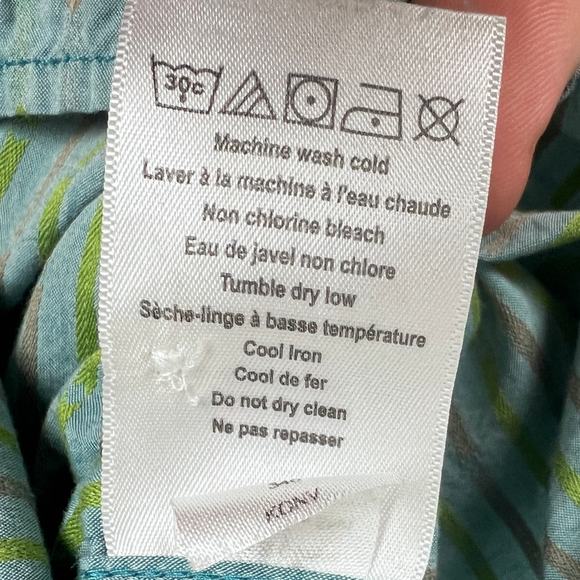 30c
Machine wash cold
Laver à la machine à l'eau chaude
Non chlorine bleach
Eau de javel non chlore
Tumble dry low
Sèche-linge à basse température
Cool Iron
Cool de fer
Do not dry clean
Ne pas repasser